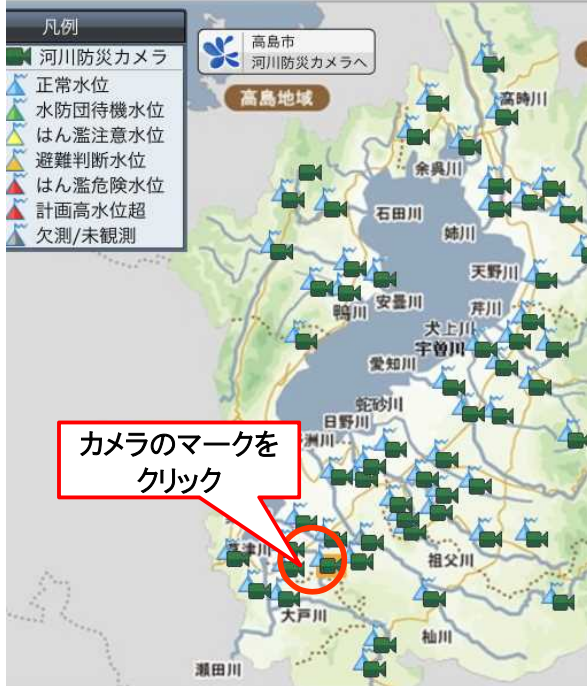 凡例
河川防災カメラ
正常水位
水防団待機水位
はん濫注意水位
避難判断水位
はん濫危険水位
計画高水位超
欠測/未観測
高島市
河川防災カメラへ
高島地域
高時川
余呉川
石田川
姉川
天野川
安曇川
鴨川
芹川
犬上川
宇曽川
愛知川
蛇砂川
日野川
洲川
カメラのマークを
クリック
津川
祖父川
大戸川
杣川
瀬田川